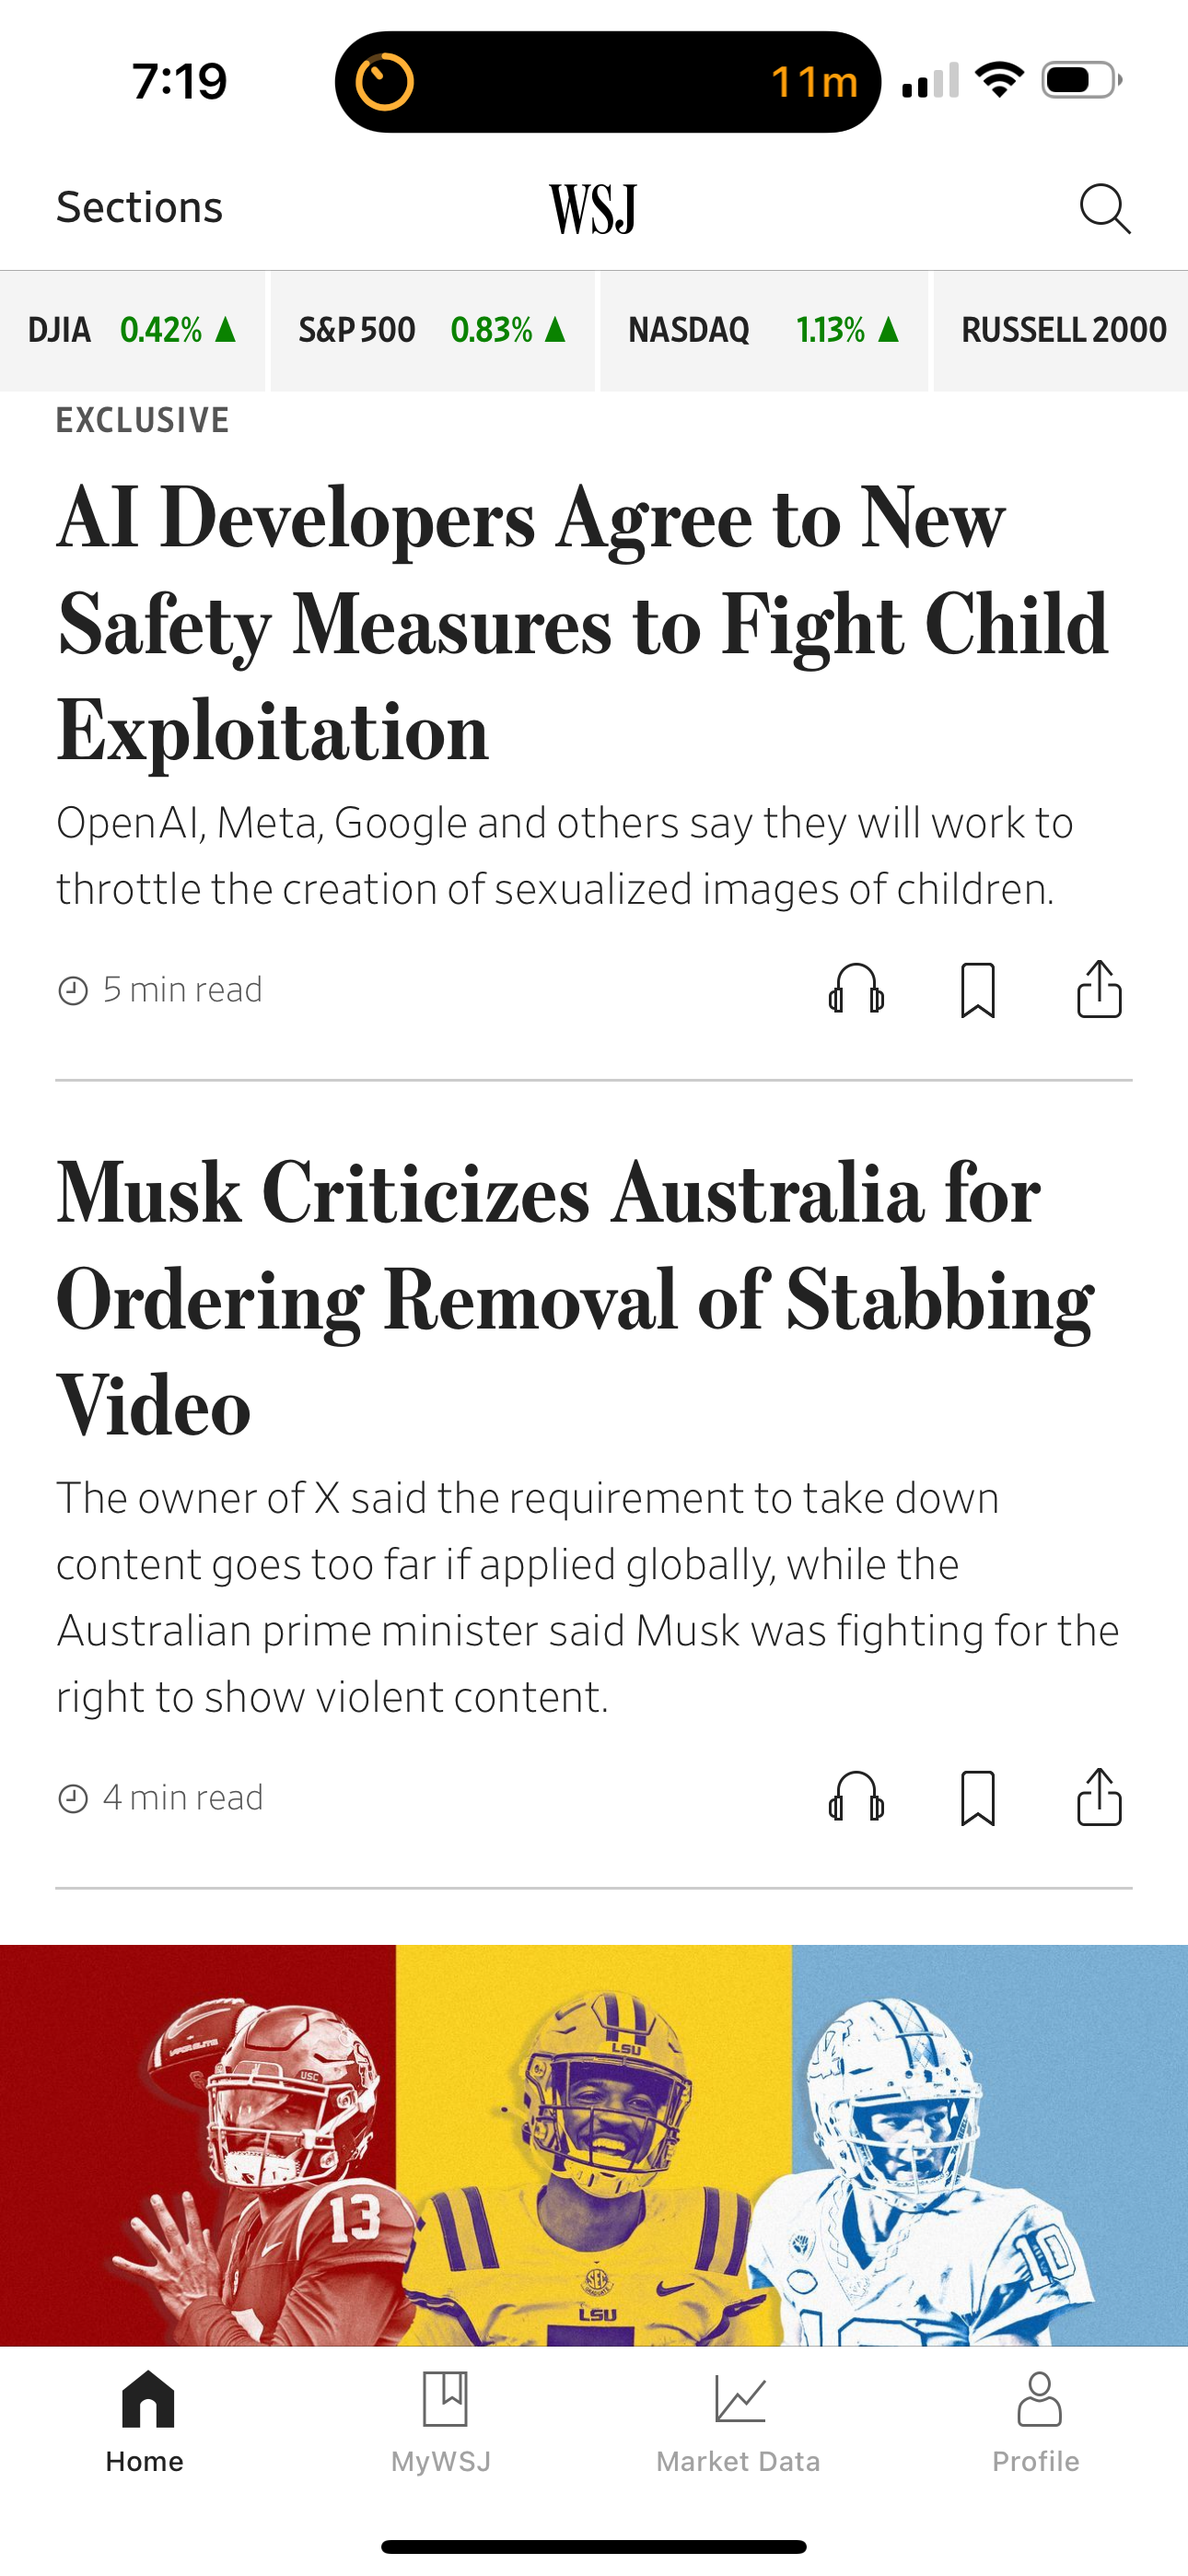 7:19
11m
Sections
WSJ
DJIA 0.42% ▲ S&P 500 0.83% ▲ NASDAQ 1.13% ▲ RUSSELL 2000
EXCLUSIVE
AI Developers Agree to New
Safety Measures to Fight Child
Exploitation
OpenAI, Meta, Google and others say they will work to
throttle the creation of sexualized images of children.
5 min read
Musk Criticizes Australia for
Ordering Removal of Stabbing
Video
The owner of X said the requirement to take down
content goes too far if applied globally, while the
Australian prime minister said Musk was fighting for the
right to show violent content.
4 min read
USC
13
LSU
SEC
LSU
10
Home
MyWSJ
Market Data
Profile